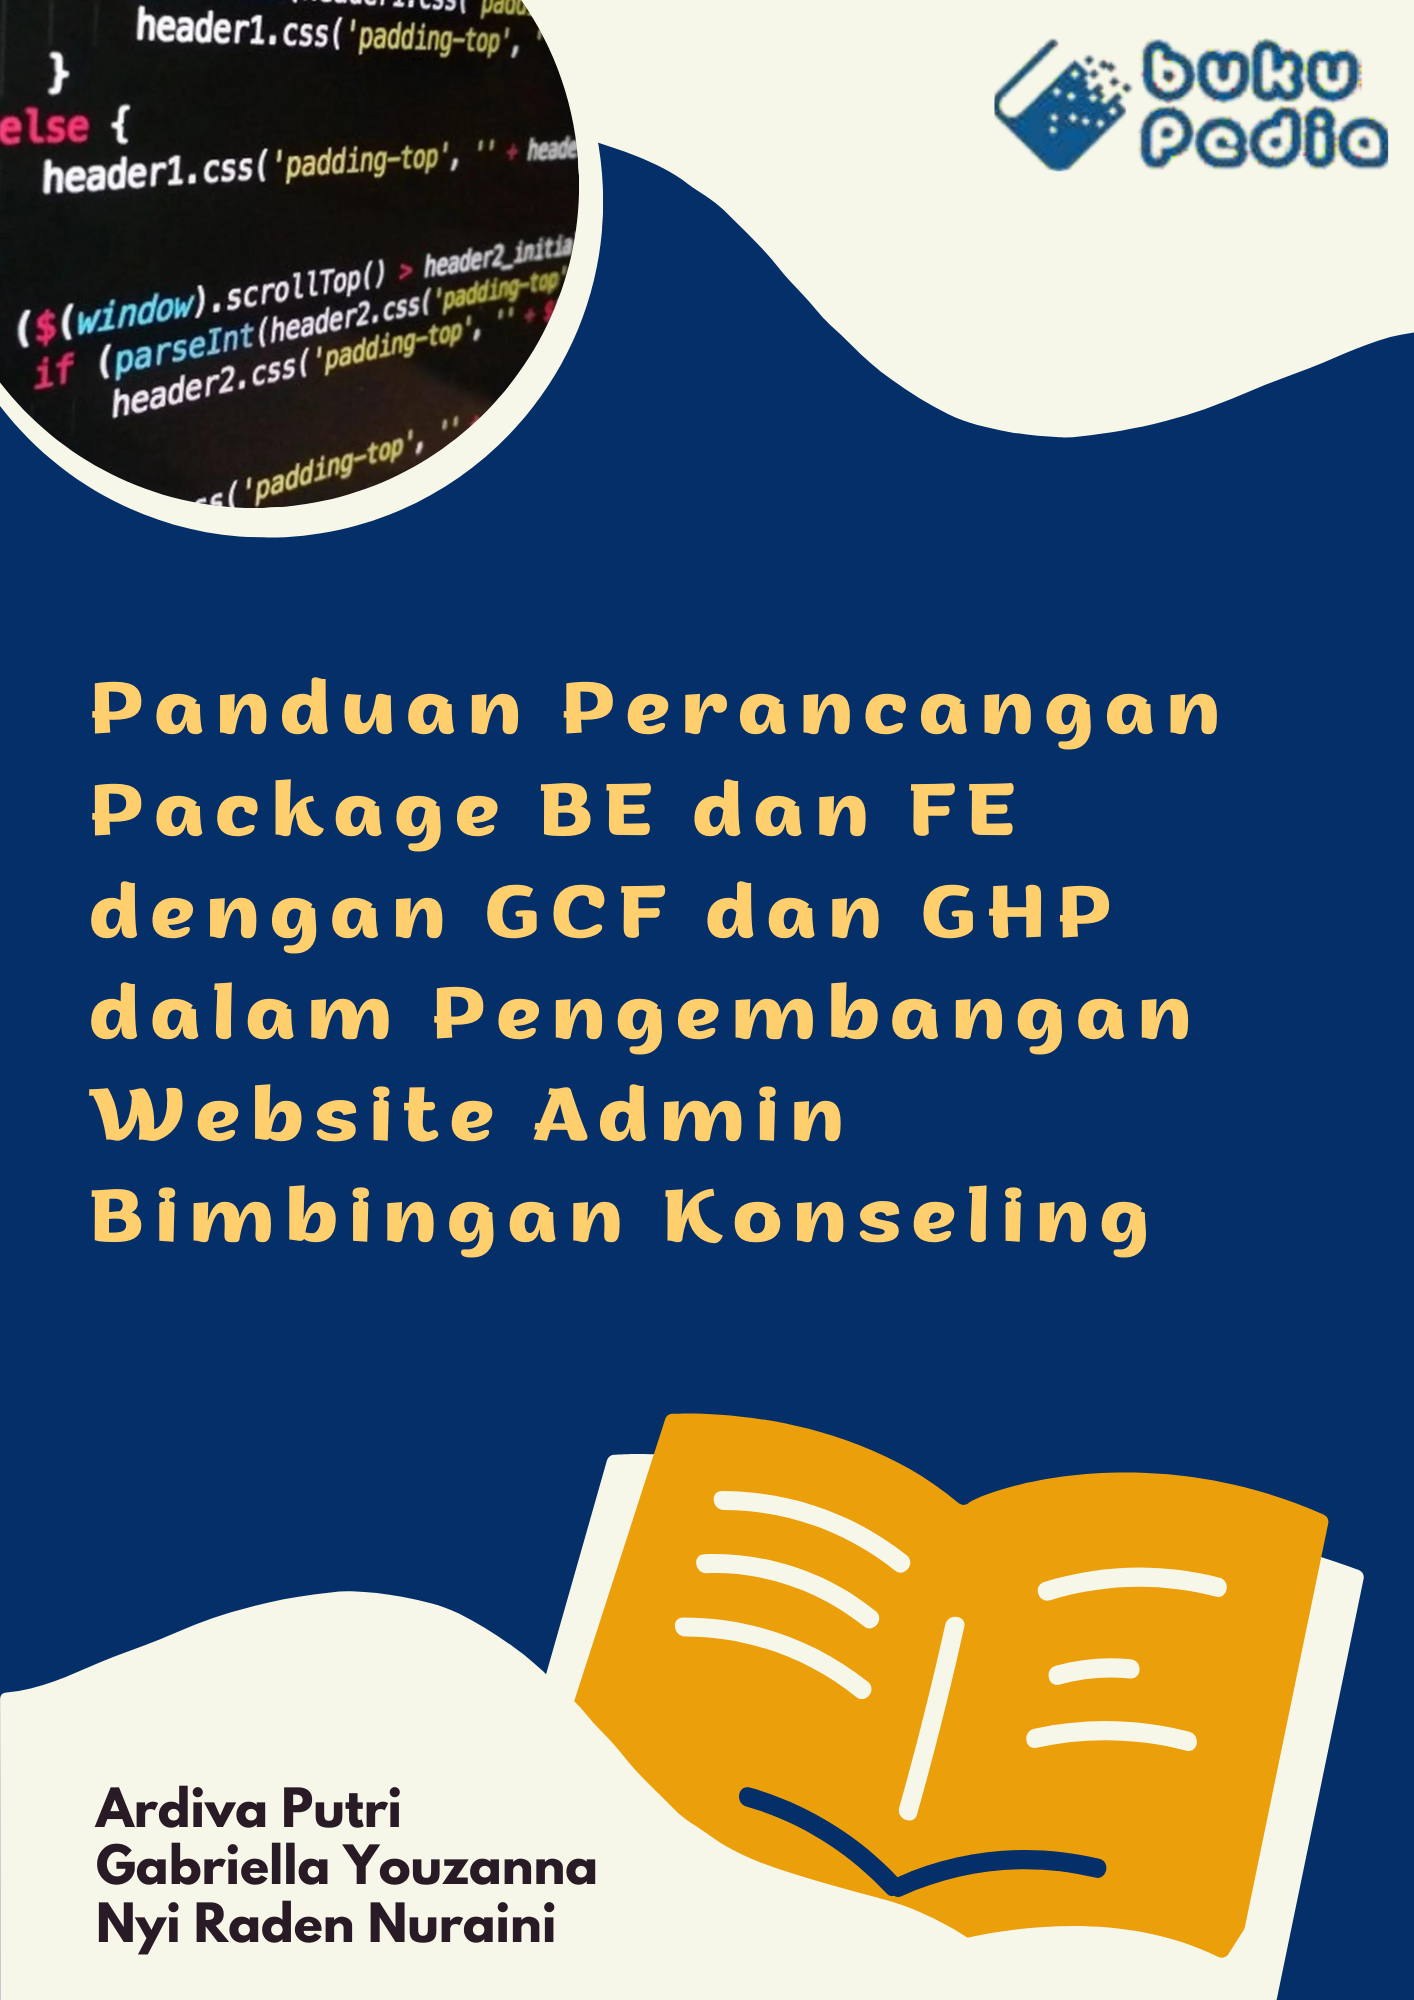 header1.css('padding-top',
}
else {
header1.css('padding-top', '' + heade
($(window).scrollTop() > header2_initia
if (parseInt(header2.css('padding-top'
header2.css('padding-top', '' + $
ss('padding-top', ''
buku
pedia
Panduan Perancangan
Package BE dan FE
dengan GCF dan GHP
dalam Pengembangan
Website Admin
Bimbingan Konseling
Ardiva Putri
Gabriella Youzanna
Nyi Raden Nuraini